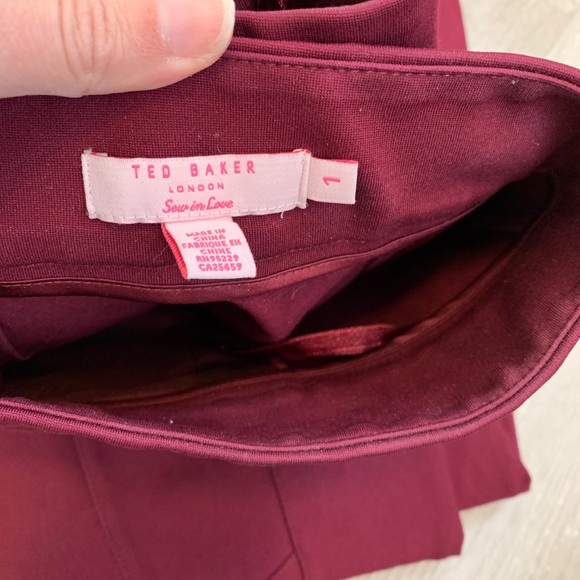 TED BAKER
LONDON
Sew in Love
1
MADE IN
CHINA
FABRIQUE EN
CHINE
RN95229
CA25459